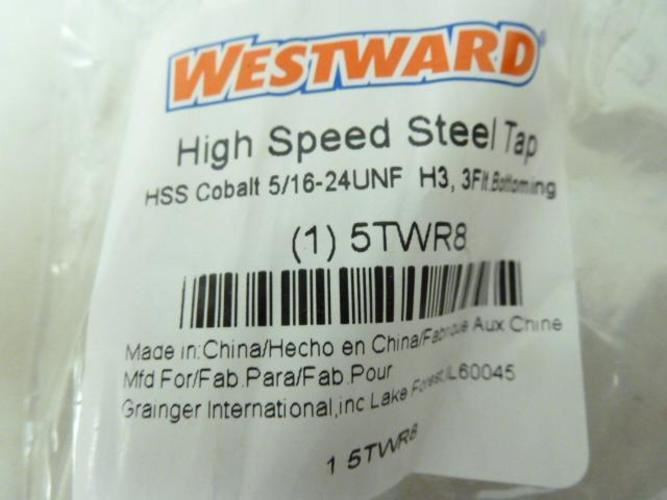 WESTWARD
High Speed Steel Tap
HSS Cobalt 5/16-24UNF H3, 3Flt.Bottoming
(1) 5TWR8
Made in:China/Hecho en China/Fabrique Aux Chine
Mfd For/Fab.Para/Fab.Pour
Grainger International,inc Lake Forest,IL60045
1 5TWR8